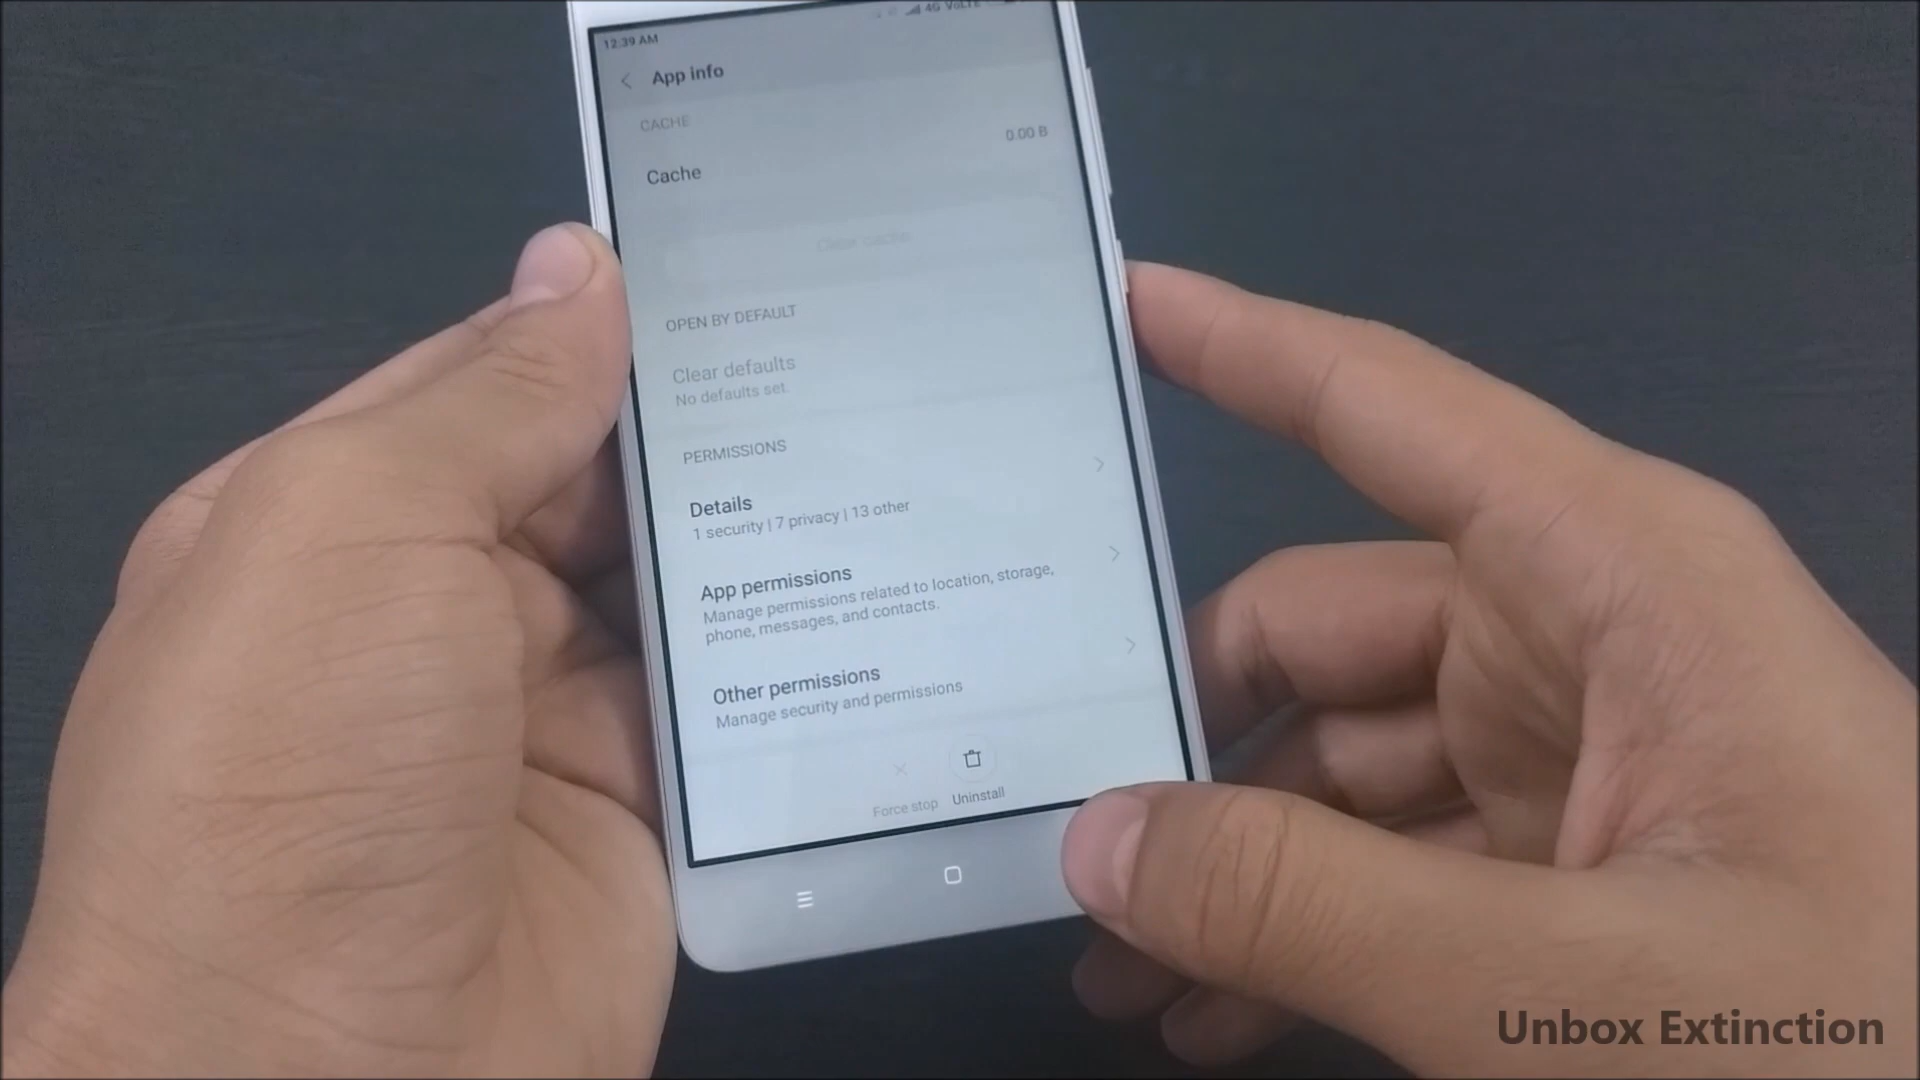 4G VoLTE
12:39 AM
App info
CACHE
0.00 B
Cache
Clear cache
OPEN BY DEFAULT
Clear defaults
No defaults set.
PERMISSIONS
Details
1 security | 7 privacy | 13 other
App permissions
Manage permissions related to location, storage,
phone, messages, and contacts.
Other permissions
Manage security and permissions
Force stop
Uninstall
Unbox Extinction